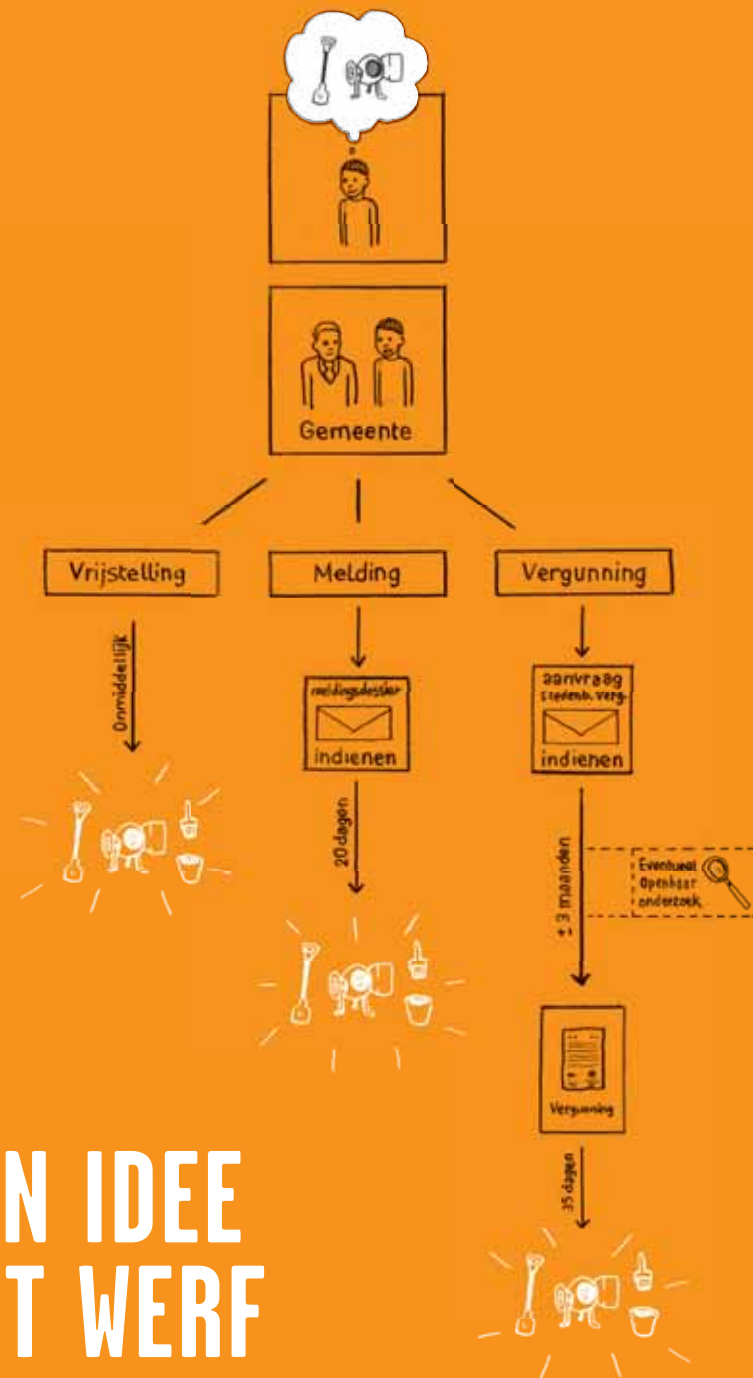 Gemeente
Vrijstelling
Melding
Vergunning
Onmiddellijk
meldingsdossier
indienen
aanvraag
stedenb. verg.
indienen
20 dagen
± 3 maanden
Eventueel
Openbaar
onderzoek
Vergunning
35 dagen
N IDEE
T WERF